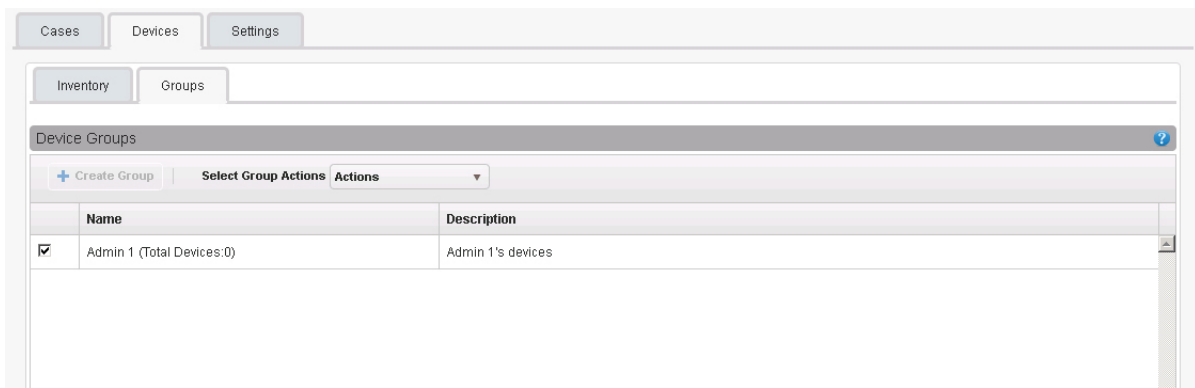 Cases Devices Settings
Inventory Groups
Device Groups ?
+ Create Group Select Group Actions Actions
Name Description
Admin 1 (Total Devices:0) Admin 1's devices